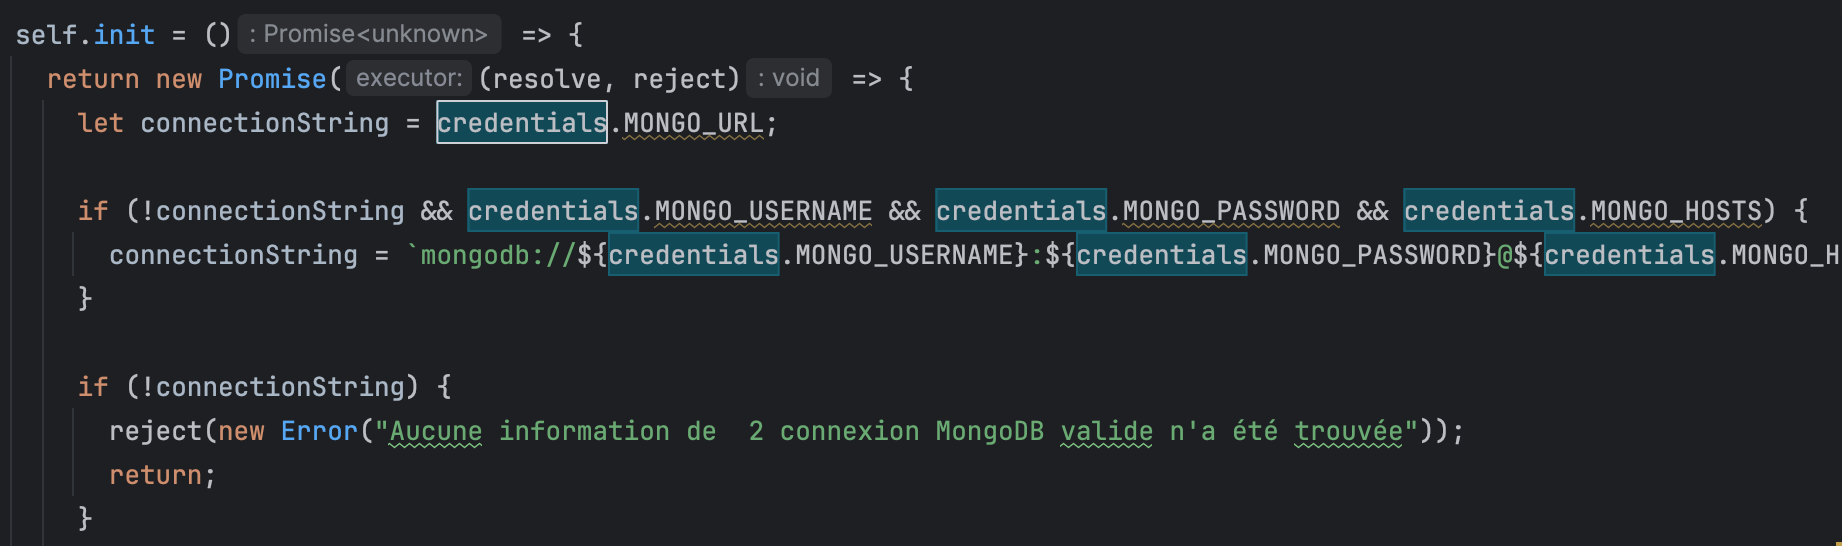 self.init = () : Promise<unknown> => {
return new Promise( executor: (resolve, reject) : void => {
let connectionString = credentials.MONGO_URL;
if (!connectionString && credentials.MONGO_USERNAME && credentials.MONGO_PASSWORD && credentials.MONGO_HOSTS) {
connectionString = `mongodb://${credentials.MONGO_USERNAME}:${credentials.MONGO_PASSWORD}@${credentials.MONGO_H
}
if (!connectionString) {
reject(new Error("Aucune information de  2 connexion MongoDB valide n'a été trouvée"));
return;
}